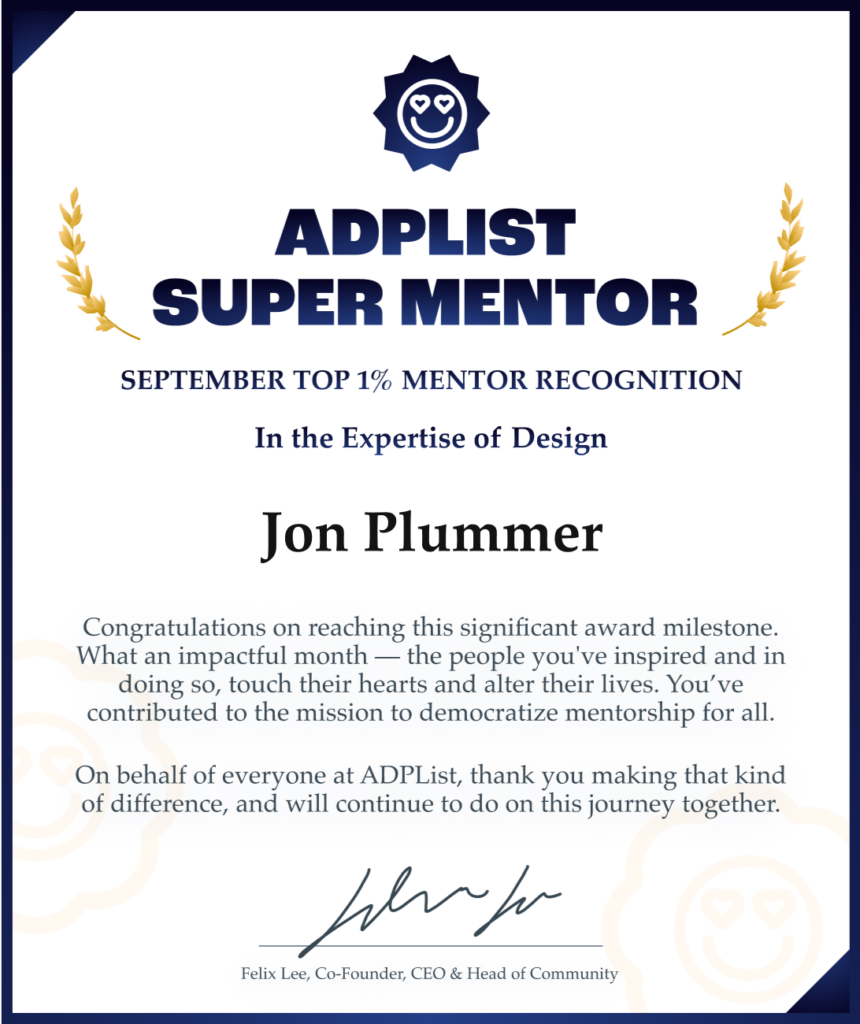 ADPLIST
SUPER MENTOR
SEPTEMBER TOP 1% MENTOR RECOGNITION
In the Expertise of Design
Jon Plummer
Congratulations on reaching this significant award milestone.
What an impactful month — the people you've inspired and in
doing so, touch their hearts and alter their lives. You’ve
contributed to the mission to democratize mentorship for all.
On behalf of everyone at ADPList, thank you making that kind
of difference, and will continue to do on this journey together.
Felix Lee, Co-Founder, CEO & Head of Community